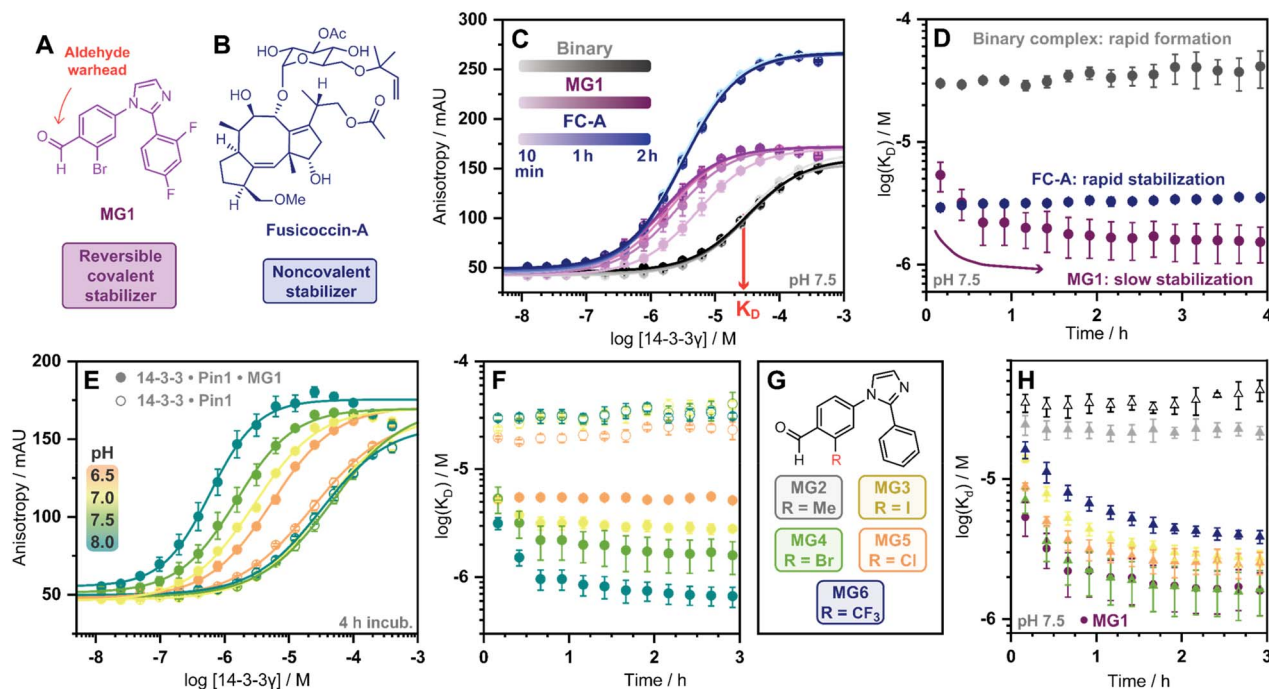 A
Aldehyde
warhead
O
H
Br
N
N
F
F
MG1
Reversible
covalent
stabilizer
B
OAc
HO
OH
O
O
O
HO
O
H
H
O
O
H
OH
OMe
Fusicoccin-A
Noncovalent
stabilizer
C
300
250
200
150
100
50
Anisotropy / mAU
Binary
MG1
FC-A
10 min
1h
2h
pH 7.5
K_D
-8
-7
-6
-5
-4
-3
log [14-3-3γ] / M
D
-4
-5
-6
log(K_D) / M
Binary complex: rapid formation
FC-A: rapid stabilization
MG1: slow stabilization
pH 7.5
0
1
2
3
4
Time / h
E
200
150
100
50
Anisotropy / mAU
14-3-3 • Pin1 • MG1
14-3-3 • Pin1
pH
6.5
7.0
7.5
8.0
4 h incub.
-8
-7
-6
-5
-4
-3
log [14-3-3γ] / M
F
-4
-5
-6
log(K_D) / M
0
1
2
3
Time / h
G
N
N
O
H
R
MG2
R = Me
MG3
R = I
MG4
R = Br
MG5
R = Cl
MG6
R = CF₃
H
-4
-5
-6
log(K_d) / M
pH 7.5
MG1
0
1
2
3
Time / h